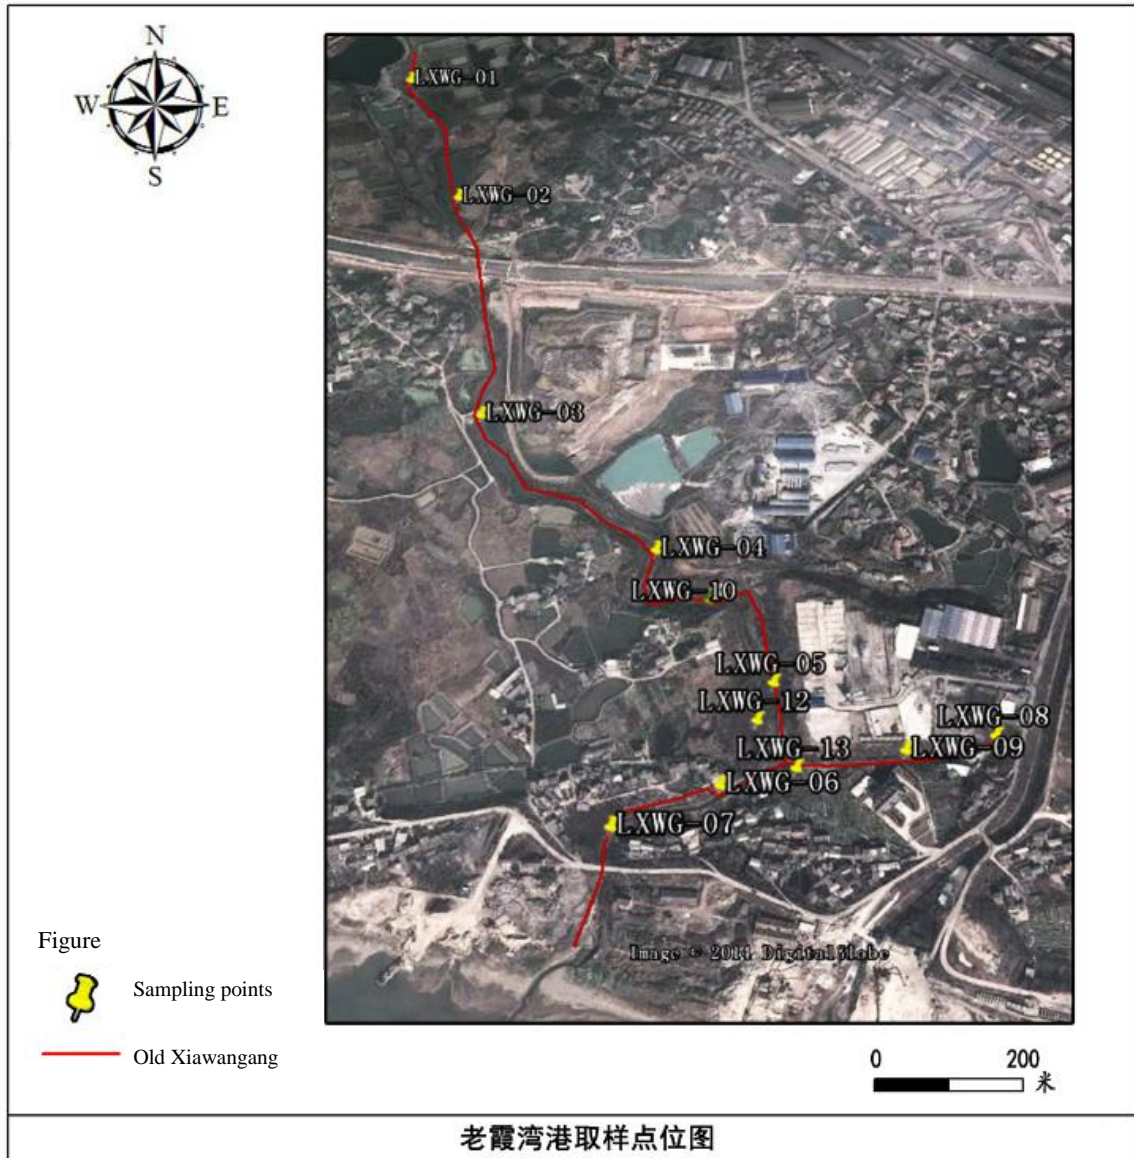 N
W
E
S
LXWG-01
LXWG-02
LXWG-03
LXWG-04
LXWG-10
LXWG-05
LXWG-12
LXWG-08
LXWG-13
LXWG-09
LXWG-06
LXWG-07
Image © 2014 DigitalGlobe
Figure
Sampling points
Old Xiawangang
0 200
米
老霞湾港取样点位图